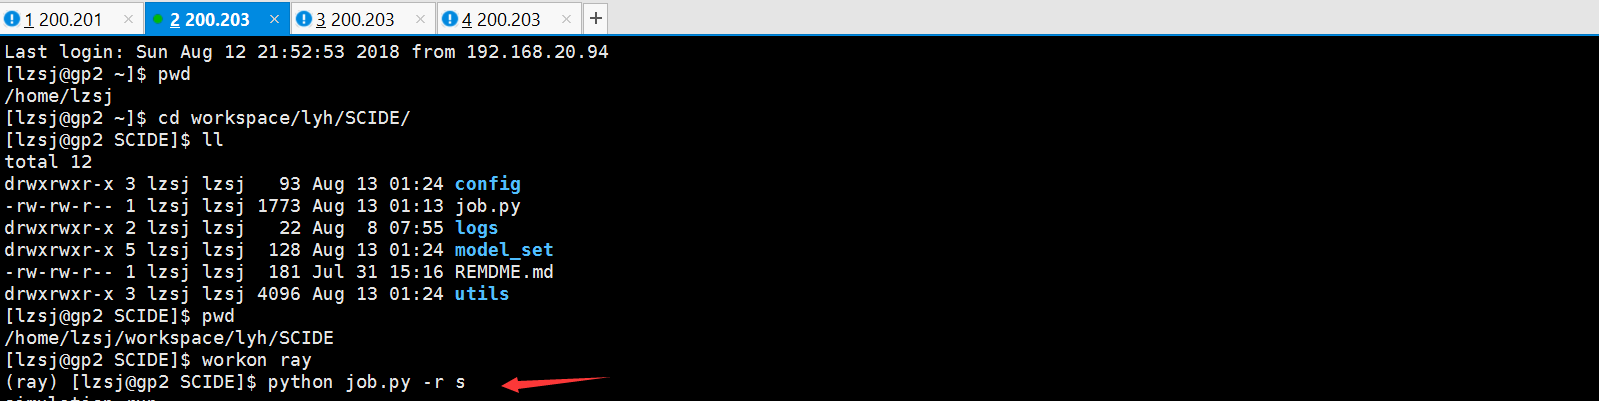 1 200.201 × 2 200.203 × 3 200.203 × 4 200.203 × +
Last login: Sun Aug 12 21:52:53 2018 from 192.168.20.94
[lzsj@gp2 ~]$ pwd
/home/lzsj
[lzsj@gp2 ~]$ cd workspace/lyh/SCIDE/
[lzsj@gp2 SCIDE]$ ll
total 12
drwxrwxr-x 3 lzsj lzsj   93 Aug 13 01:24 config
-rw-rw-r-- 1 lzsj lzsj 1773 Aug 13 01:13 job.py
drwxrwxr-x 2 lzsj lzsj   22 Aug  8 07:55 logs
drwxrwxr-x 5 lzsj lzsj  128 Aug 13 01:24 model_set
-rw-rw-r-- 1 lzsj lzsj  181 Jul 31 15:16 REMDME.md
drwxrwxr-x 3 lzsj lzsj 4096 Aug 13 01:24 utils
[lzsj@gp2 SCIDE]$ pwd
/home/lzsj/workspace/lyh/SCIDE
[lzsj@gp2 SCIDE]$ workon ray
(ray) [lzsj@gp2 SCIDE]$ python job.py -r s